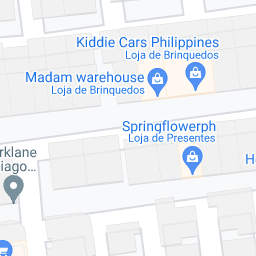 Kiddie Cars Philippines
Loja de Brinquedos
Madam warehouse
Loja de Brinquedos
Springflowerph
Loja de Presentes
rklane
iago...
H